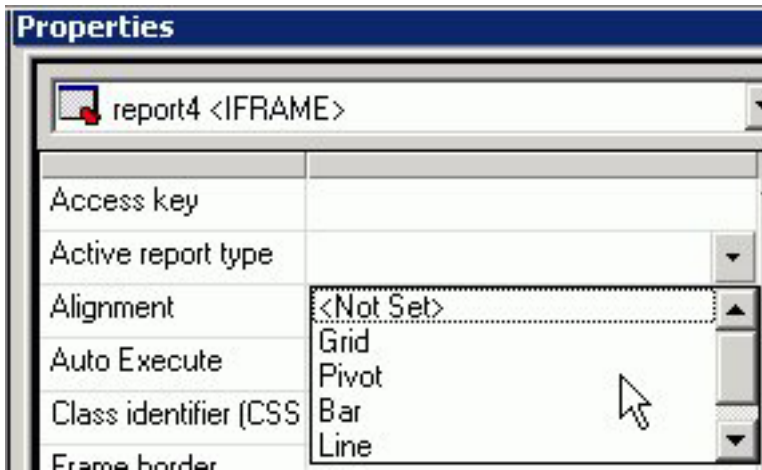 Properties
report4 <IFRAME>
Access key
Active report type
Alignment
<Not Set>
Grid
Auto Execute
Pivot
Class identifier (CSS
Bar
Line
Frame border